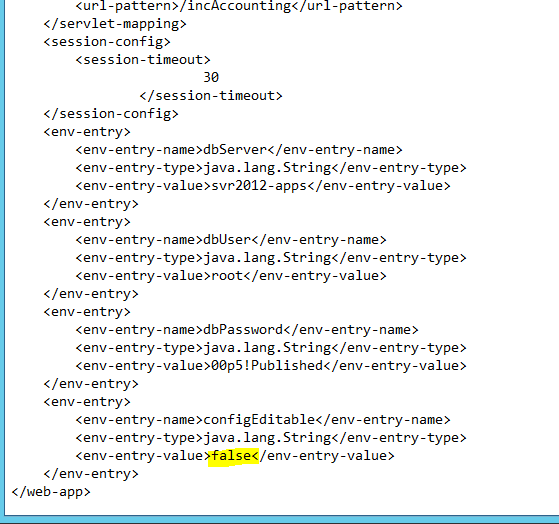 <url-pattern>/incAccounting</url-pattern>
</servlet-mapping>
<session-config>
<session-timeout>
30
</session-timeout>
</session-config>
<env-entry>
<env-entry-name>dbServer</env-entry-name>
<env-entry-type>java.lang.String</env-entry-type>
<env-entry-value>svr2012-apps</env-entry-value>
</env-entry>
<env-entry>
<env-entry-name>dbUser</env-entry-name>
<env-entry-type>java.lang.String</env-entry-type>
<env-entry-value>root</env-entry-value>
</env-entry>
<env-entry>
<env-entry-name>dbPassword</env-entry-name>
<env-entry-type>java.lang.String</env-entry-type>
<env-entry-value>00p5!Published</env-entry-value>
</env-entry>
<env-entry>
<env-entry-name>configEditable</env-entry-name>
<env-entry-type>java.lang.String</env-entry-type>
<env-entry-value>false</env-entry-value>
</env-entry>
</web-app>